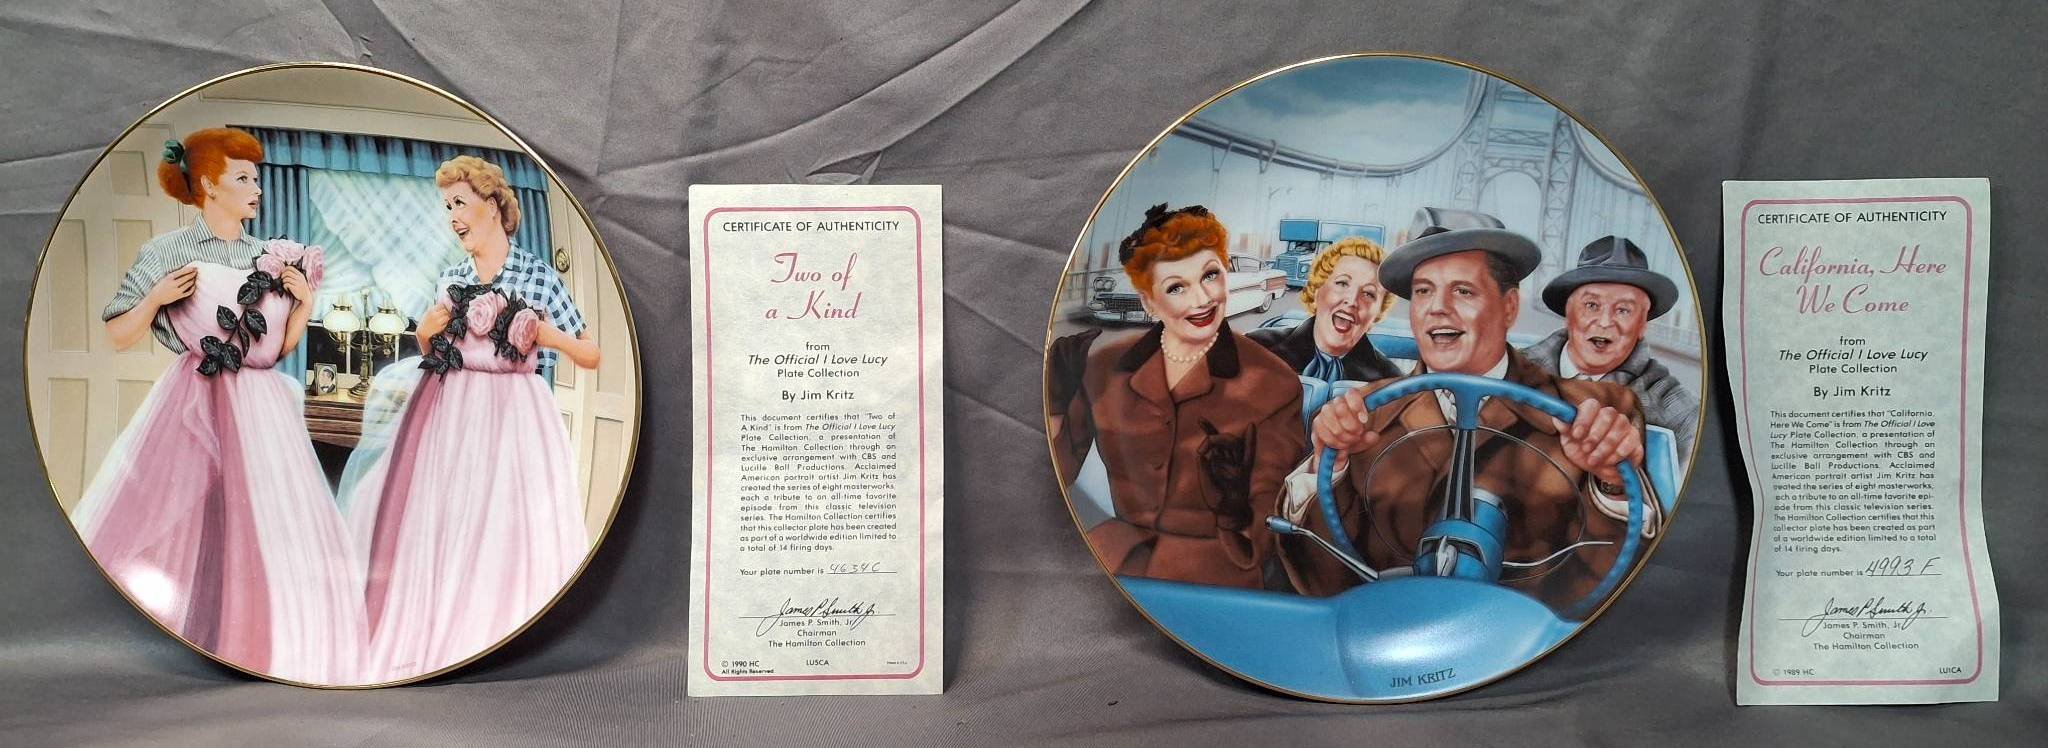 CERTIFICATE OF AUTHENTICITY
Two of
a Kind
from
The Official I Love Lucy
Plate Collection
By Jim Kritz
This document certifies that "Two of
A Kind" is from The Official I Love Lucy
Plate Collection, a presentation of
The Hamilton Collection through an
exclusive arrangement with CBS and
Lucille Ball Productions. Acclaimed
American portrait artist Jim Kritz has
created the series of eight masterworks,
each a tribute to an all-time favorite
episode from this classic television
series. The Hamilton Collection certifies
that this collector plate has been created
as part of a worldwide edition limited to
a total of 14 firing days.
Your plate number is 4634C
James P. Smith Jr.
James P. Smith, Jr.
Chairman
The Hamilton Collection
© 1990 HC
LUSCA
All Rights Reserved
JIM KRITZ
CERTIFICATE OF AUTHENTICITY
California, Here
We Come
from
The Official I Love Lucy
Plate Collection
By Jim Kritz
This document certifies that "California,
Here We Come" is from The Official I Love
Lucy Plate Collection, a presentation of
The Hamilton Collection through an
exclusive arrangement with CBS and
Lucille Ball Productions. Acclaimed
American portrait artist Jim Kritz has
created the series of eight masterworks,
each a tribute to an all-time favorite epi-
sode from this classic television series.
The Hamilton Collection certifies that this
collector plate has been created as part
of a worldwide edition limited to a total
of 14 firing days.
Your plate number is 4993 F
James P. Smith Jr.
James P. Smith, Jr.
Chairman
The Hamilton Collection
© 1989 HC
LUICA